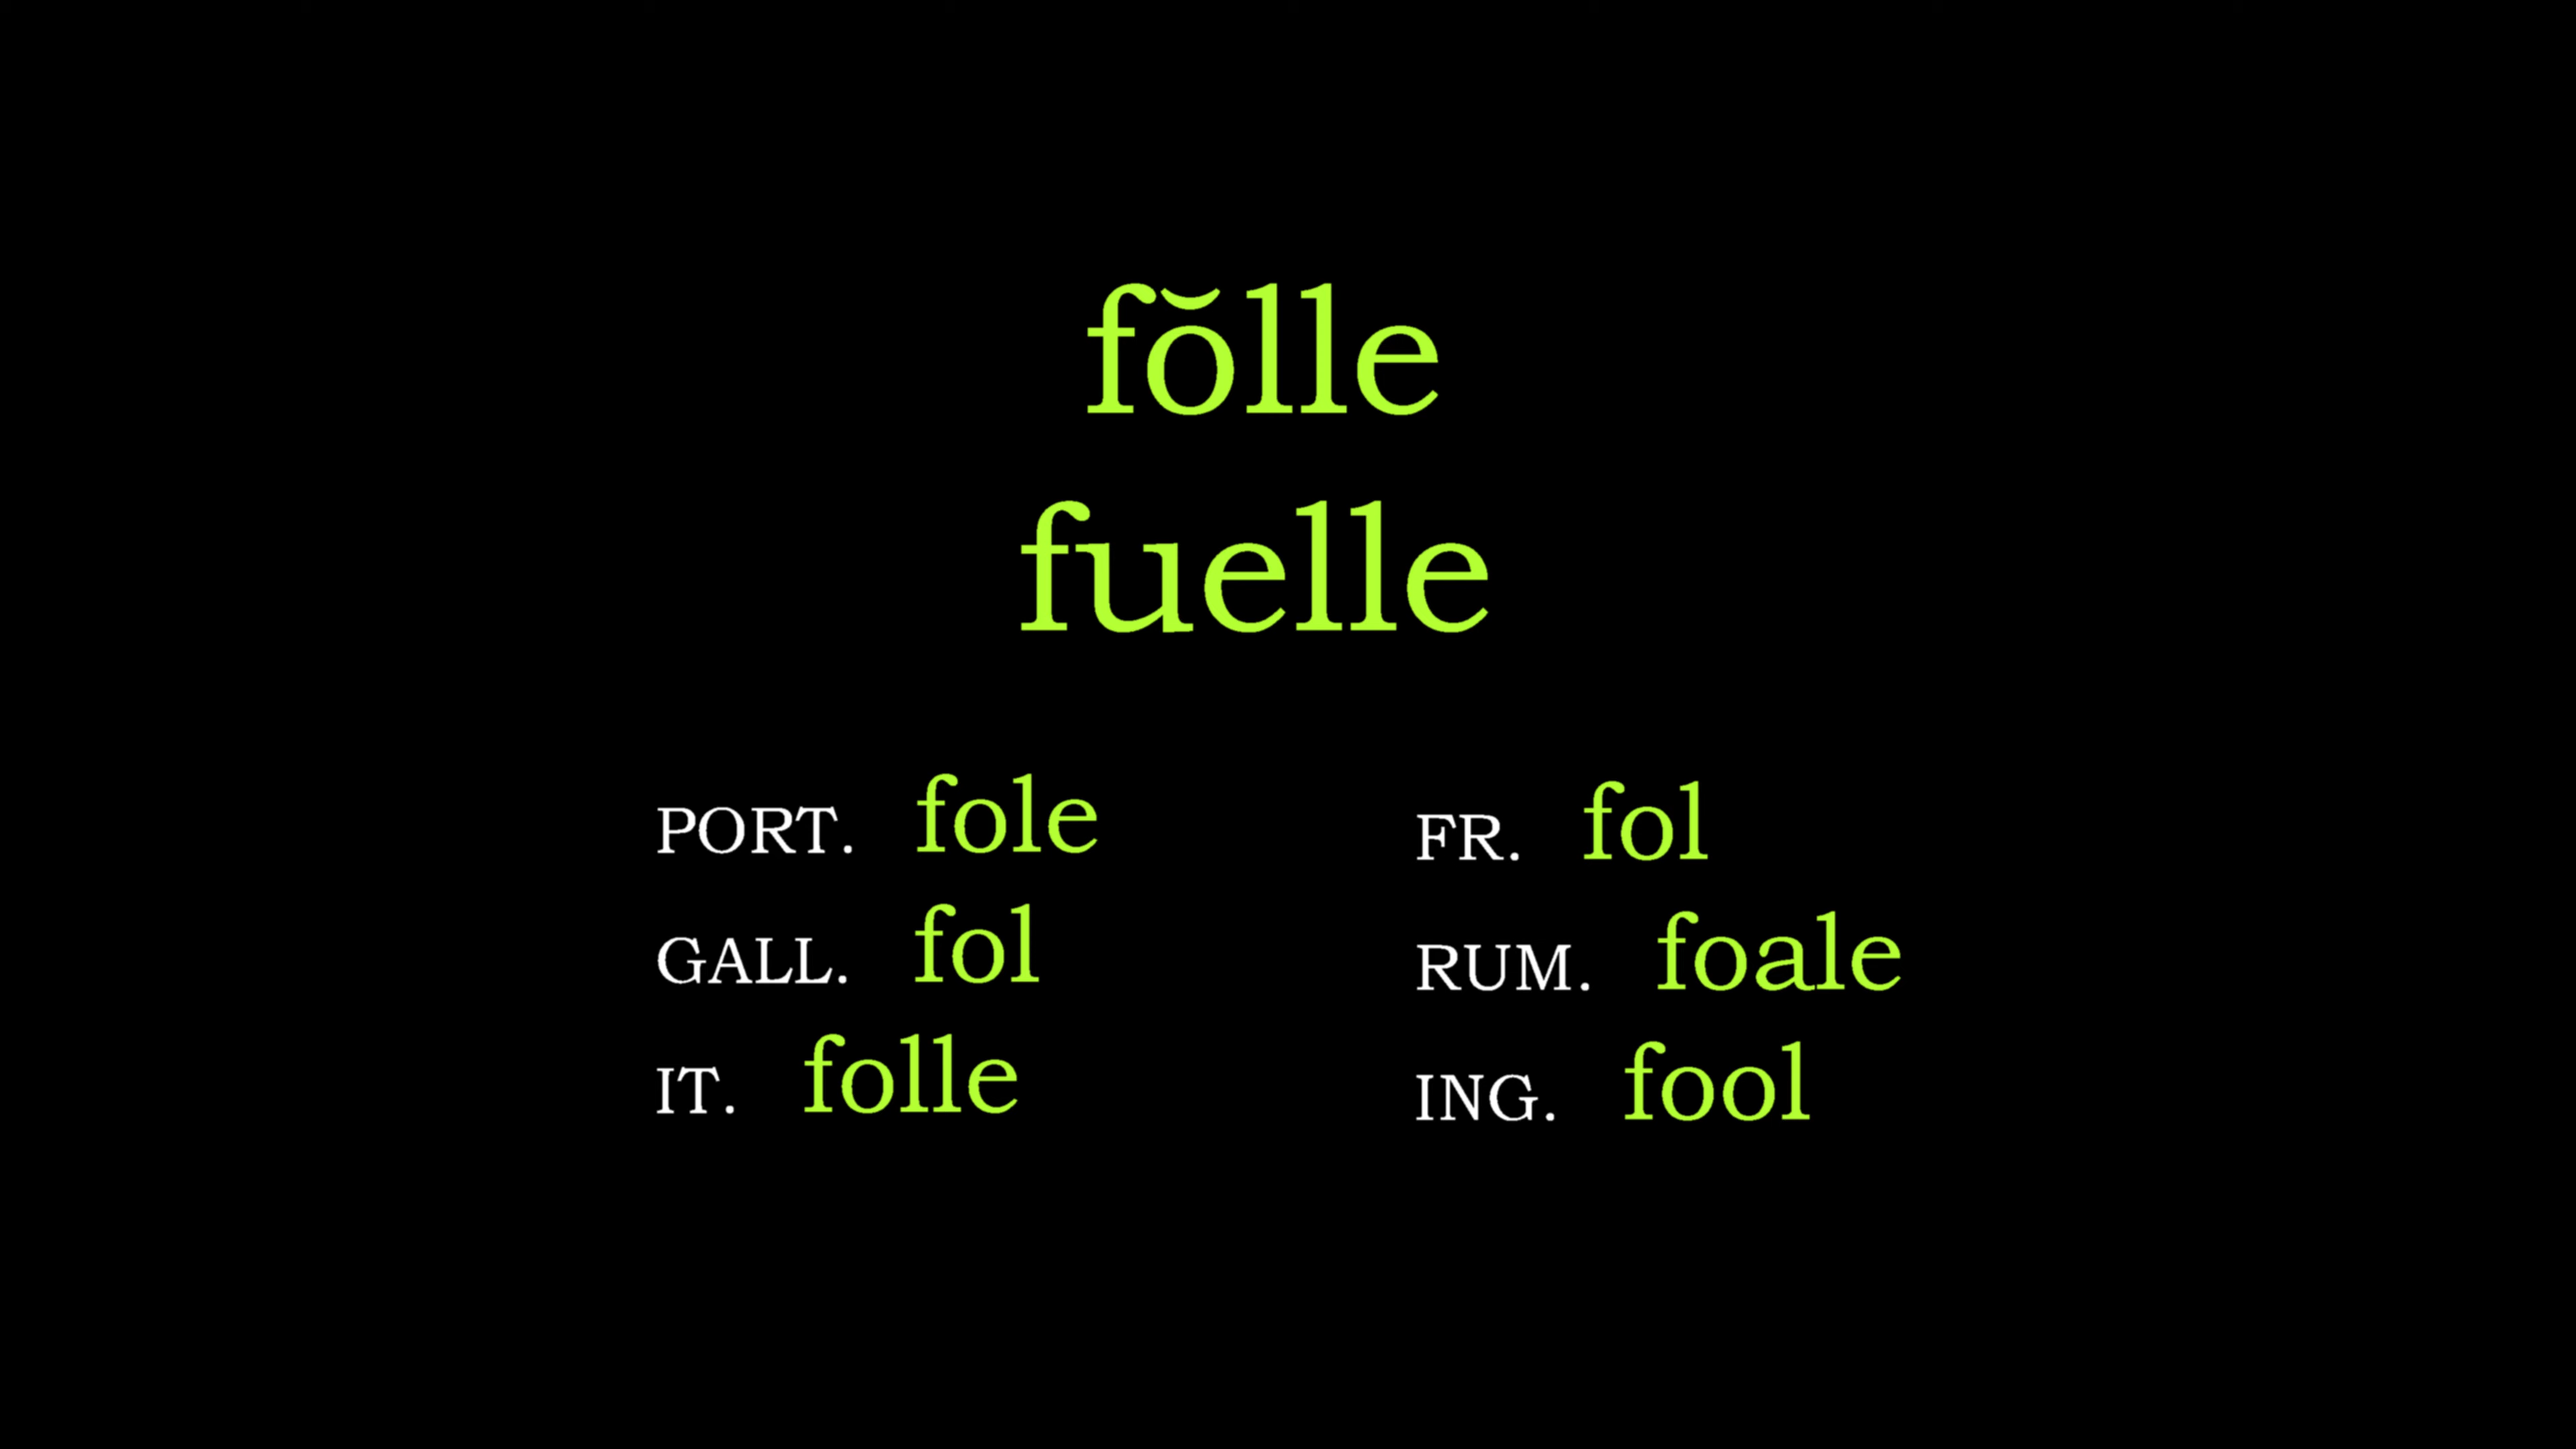 fŏlle
fuelle
PORT. fole
GALL. fol
IT. folle
FR. fol
RUM. foale
ING. fool